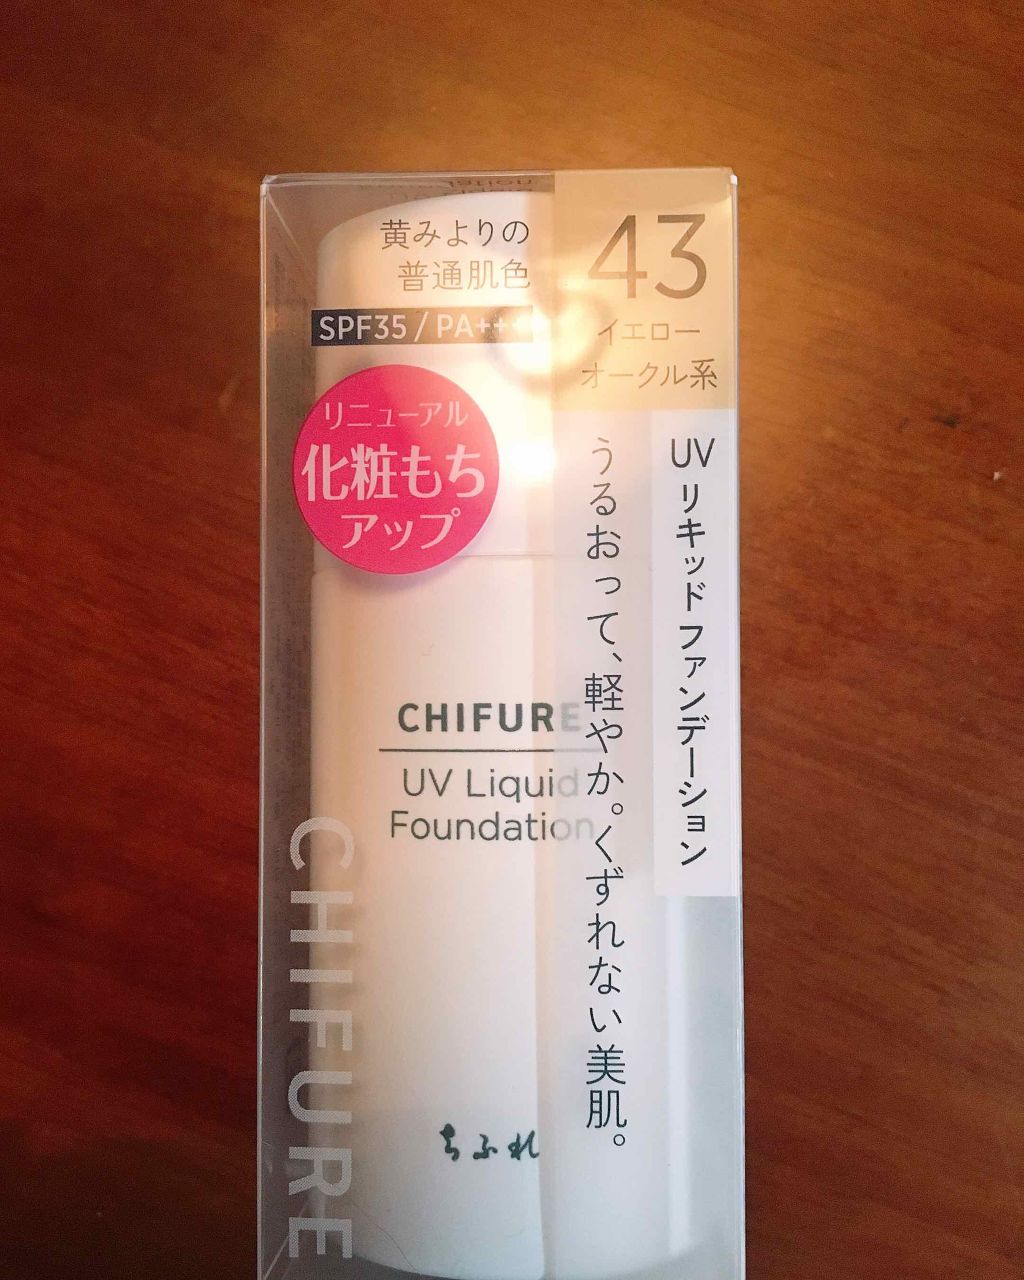 黄みよりの
普通肌色
SPF35 / PA+++
43
イエロー
オークル系
リニューアル
化粧もち
アップ
UV リキッド ファンデーション
うるおって、軽やか。くずれない美肌。
CHIFURE
UV Liquid
Foundation
ちふれ
CHIFURE